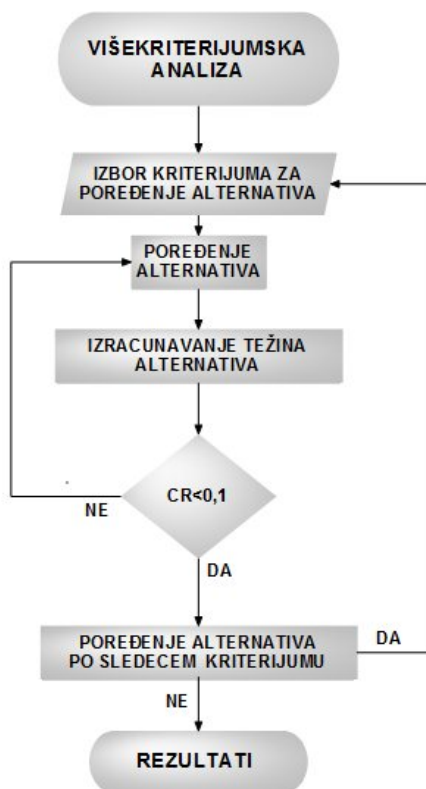 VIŠEKRITERIJUMSKA
ANALIZA
IZBOR KRITERIJUMA ZA
POREĐENJE ALTERNATIVA
POREĐENJE
ALTERNATIVA
IZRACUNAVANJE TEŽINA
ALTERNATIVA
CR<0,1
NE
DA
POREĐENJE ALTERNATIVA
PO SLEDECEM KRITERIJUMU
DA
NE
REZULTATI